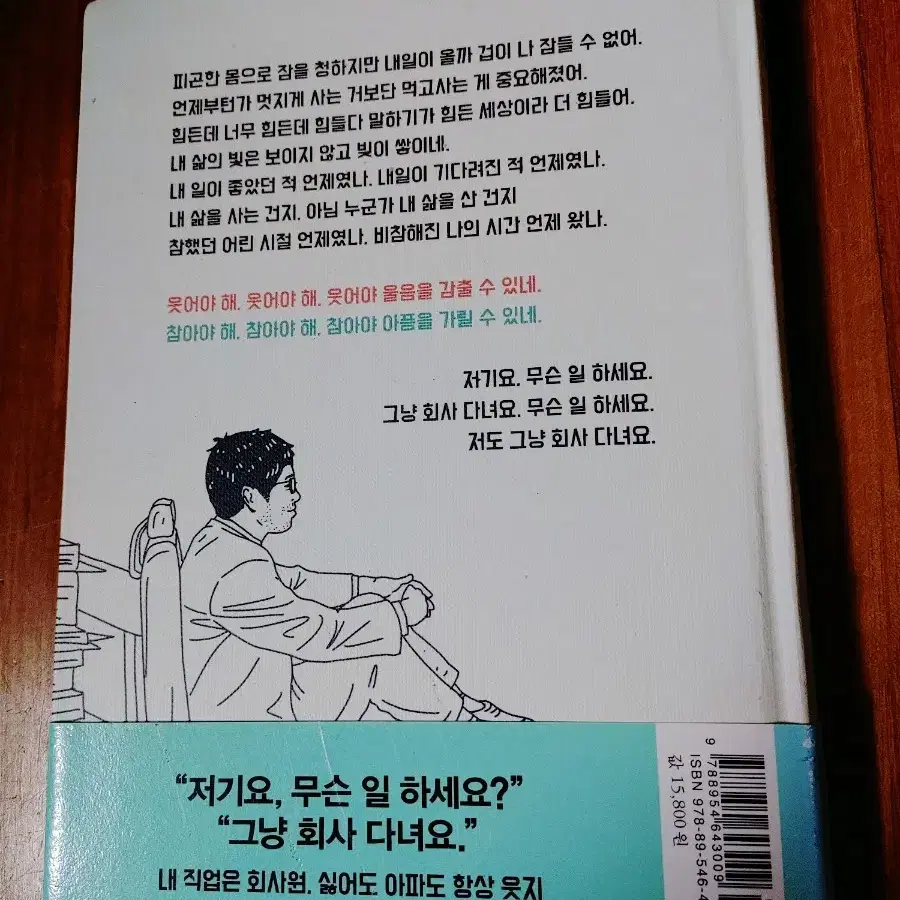 피곤한 몸으로 잠을 청하지만 내일이 올까 겁이 나 잠들 수 없어.
언제부턴가 멋지게 사는 거보단 먹고사는 게 중요해졌어.
힘든데 너무 힘든데 힘들다 말하기가 힘든 세상이라 더 힘들어.
내 삶의 빛은 보이지 않고 빚이 쌓이네.
내 일이 좋았던 적 언제였나. 내일이 기다려진 적 언제였나.
내 삶을 사는 건지. 아님 누군가 내 삶을 산 건지
참했던 어린 시절 언제였나. 비참해진 나의 시간 언제 왔나.
웃어야 해. 웃어야 해. 웃어야 울음을 감출 수 있네.
참아야 해. 참아야 해. 참아야 아픔을 가릴 수 있네.
저기요. 무슨 일 하세요.
그냥 회사 다녀요. 무슨 일 하세요.
저도 그냥 회사 다녀요.
“저기요, 무슨 일 하세요?”
“그냥 회사 다녀요.”
내 직업은 회사원. 싫어도 아파도 항상 웃지
9 788954 643009
ISBN 978-89-546-4
값 15,800원